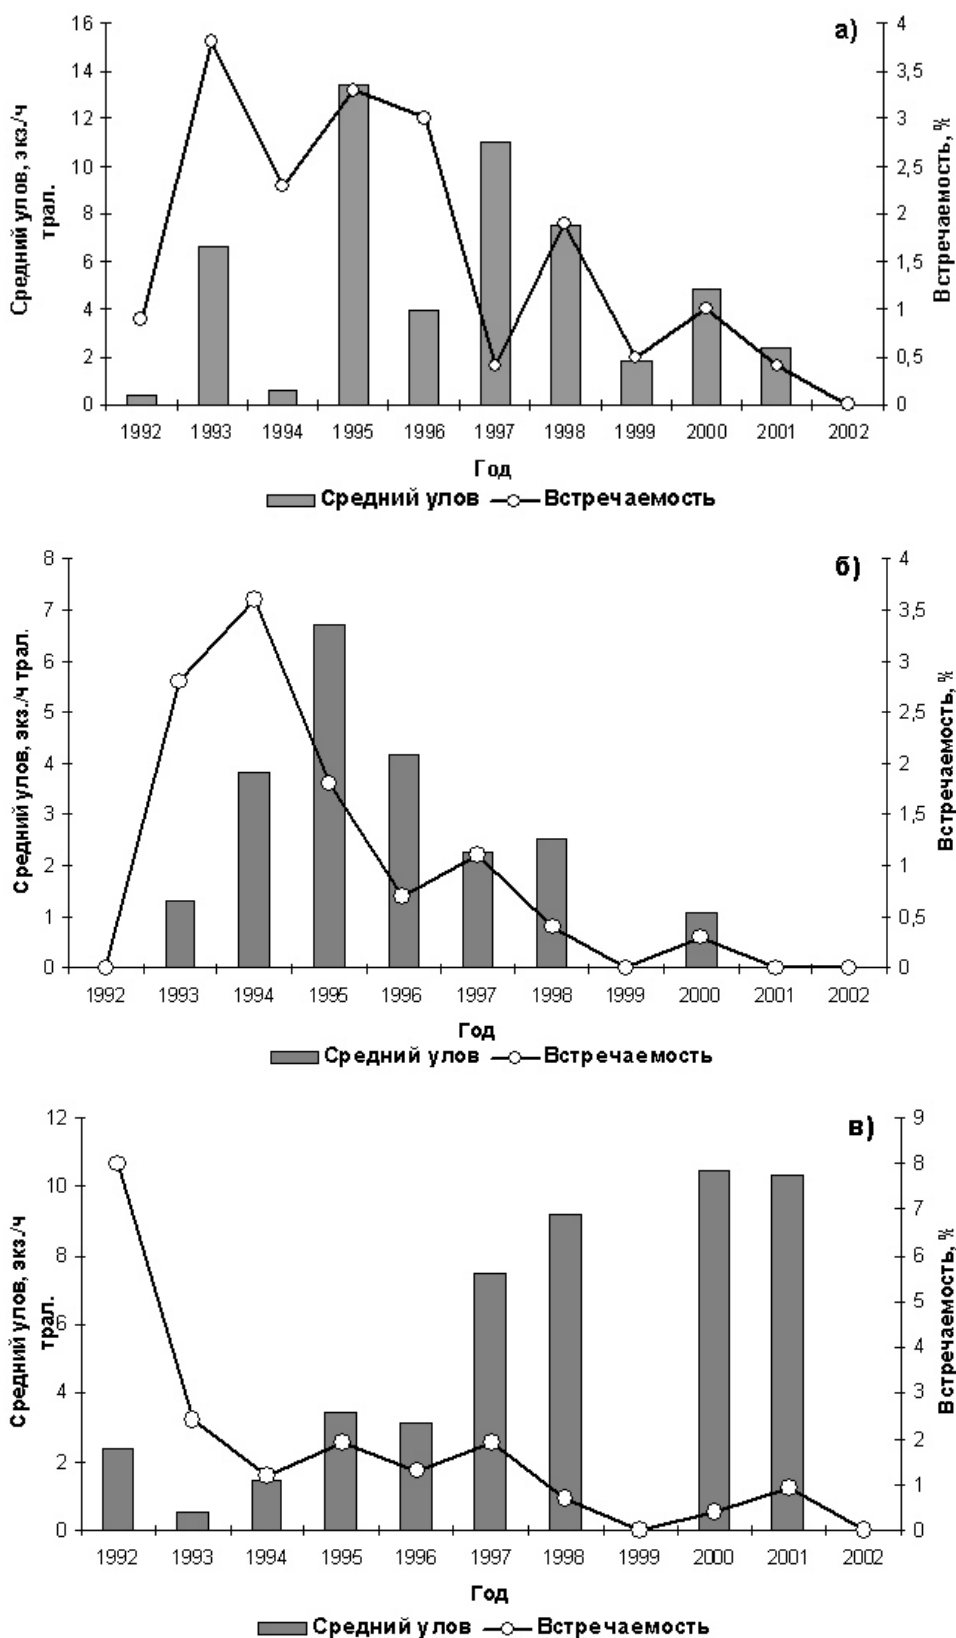 а)
Средний улов, экз./ч
трал.
16
14
12
10
8
6
4
2
0
4
3,5
3
2,5
2
1,5
1
0,5
0
Встречаемость, %
1992 1993 1994 1995 1996 1997 1998 1999 2000 2001 2002
Год
Средний улов Встречаемость
б)
Средний улов, экз./ч трал.
8
7
6
5
4
3
2
1
0
4
3,5
3
2,5
2
1,5
1
0,5
0
Встречаемость, %
1992 1993 1994 1995 1996 1997 1998 1999 2000 2001 2002
Год
Средний улов Встречаемость
в)
Средний улов, экз./ч
трал.
12
10
8
6
4
2
0
9
8
7
6
5
4
3
2
1
0
Встречаемость, %
1992 1993 1994 1995 1996 1997 1998 1999 2000 2001 2002
Год
Средний улов Встречаемость